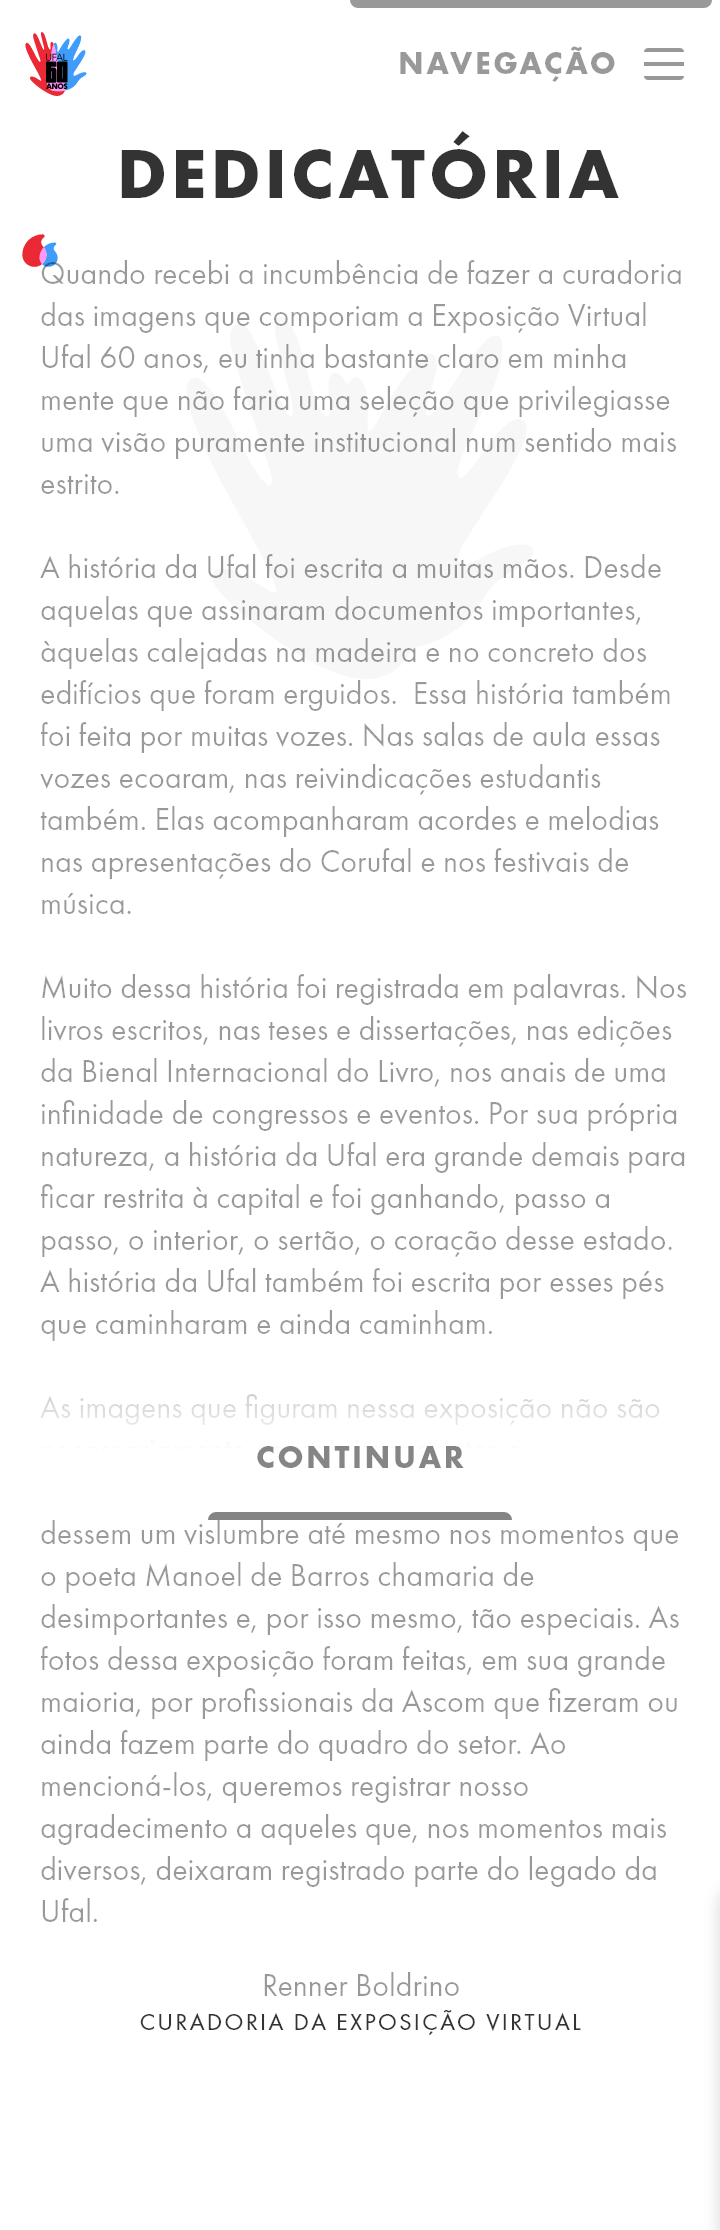 UFAL
60
ANOS
NAVEGAÇÃO
DEDICATÓRIA
Quando recebi a incumbência de fazer a curadoria
das imagens que comporiam a Exposição Virtual
Ufal 60 anos, eu tinha bastante claro em minha
mente que não faria uma seleção que privilegiasse
uma visão puramente institucional num sentido mais
estrito.
A história da Ufal foi escrita a muitas mãos. Desde
aquelas que assinaram documentos importantes,
àquelas calejadas na madeira e no concreto dos
edifícios que foram erguidos.  Essa história também
foi feita por muitas vozes. Nas salas de aula essas
vozes ecoaram, nas reivindicações estudantis
também. Elas acompanharam acordes e melodias
nas apresentações do Corufal e nos festivais de
música.
Muito dessa história foi registrada em palavras. Nos
livros escritos, nas teses e dissertações, nas edições
da Bienal Internacional do Livro, nos anais de uma
infinidade de congressos e eventos. Por sua própria
natureza, a história da Ufal era grande demais para
ficar restrita à capital e foi ganhando, passo a
passo, o interior, o sertão, o coração desse estado.
A história da Ufal também foi escrita por esses pés
que caminharam e ainda caminham.
As imagens que figuram nessa exposição não são
CONTINUAR
dessem um vislumbre até mesmo nos momentos que
o poeta Manoel de Barros chamaria de
desimportantes e, por isso mesmo, tão especiais. As
fotos dessa exposição foram feitas, em sua grande
maioria, por profissionais da Ascom que fizeram ou
ainda fazem parte do quadro do setor. Ao
mencioná-los, queremos registrar nosso
agradecimento a aqueles que, nos momentos mais
diversos, deixaram registrado parte do legado da
Ufal.
Renner Boldrino
CURADORIA DA EXPOSIÇÃO VIRTUAL